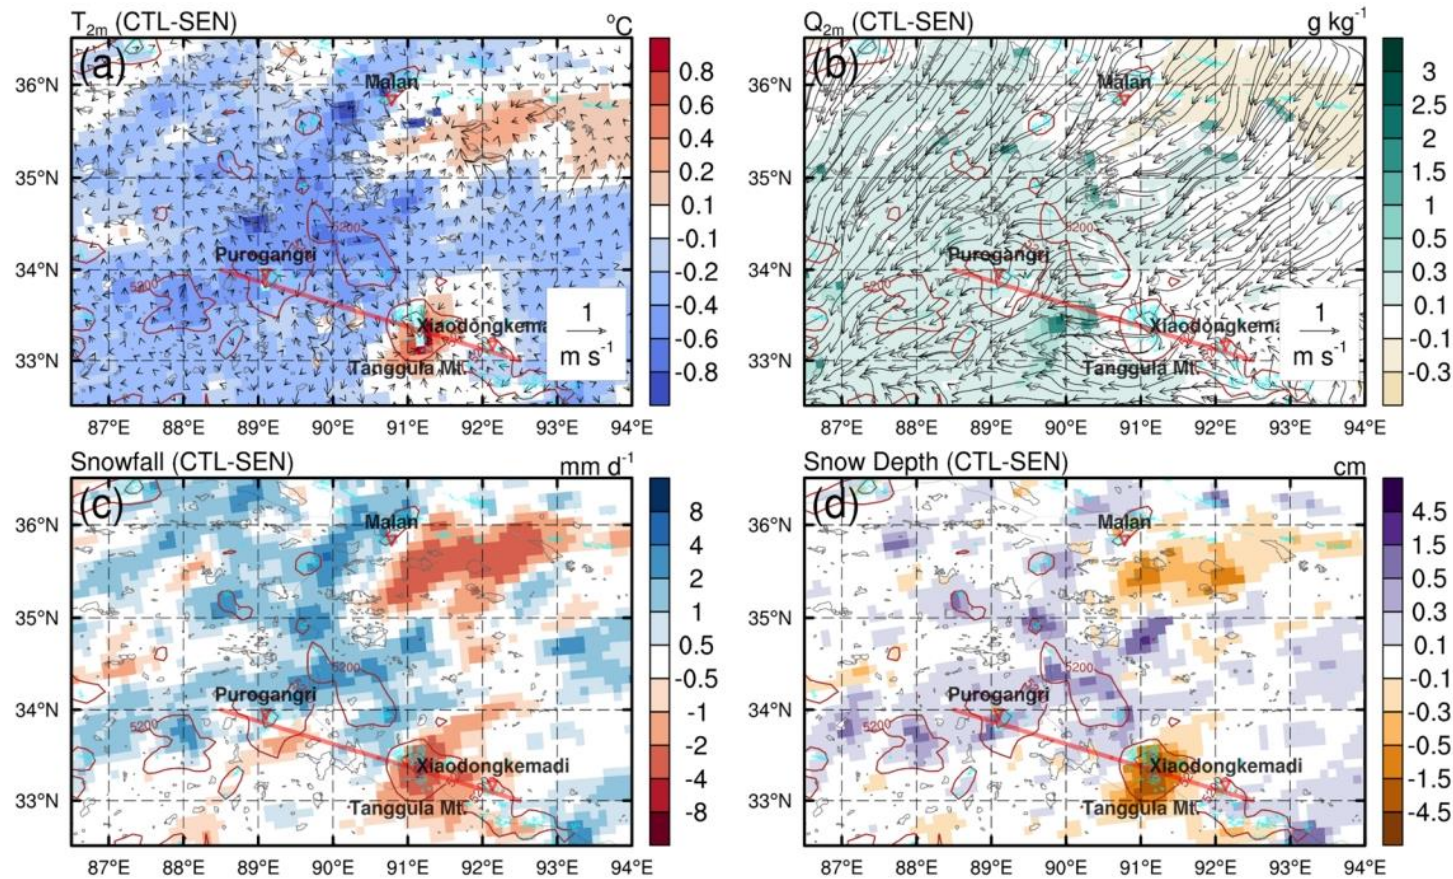 T2m (CTL-SEN) oC
(a)
36°N
35°N
34°N
33°N
87°E 88°E 89°E 90°E 91°E 92°E 93°E 94°E
Malan
5200
Purogangri
5200
Xiaodongkema
Tanggula Mt.
1
m s-1
0.8
0.6
0.4
0.2
0.1
-0.1
-0.2
-0.4
-0.6
-0.8
Q2m (CTL-SEN) g kg-1
(b)
36°N
35°N
34°N
33°N
87°E 88°E 89°E 90°E 91°E 92°E 93°E 94°E
Malan
5200
Purogangri
5200
Xiaodongkema
Tanggula Mt.
1
m s-1
3
2.5
2
1.5
1
0.5
0.3
0.1
-0.1
-0.3
Snowfall (CTL-SEN) mm d-1
(c)
36°N
35°N
34°N
33°N
87°E 88°E 89°E 90°E 91°E 92°E 93°E 94°E
Malan
5200
Purogangri
5200
Xiaodongkemadi
Tanggula Mt.
8
4
2
1
0.5
-0.5
-1
-2
-4
-8
Snow Depth (CTL-SEN) cm
(d)
36°N
35°N
34°N
33°N
87°E 88°E 89°E 90°E 91°E 92°E 93°E 94°E
Malan
5200
Purogangri
5200
Xiaodongkemadi
Tanggula Mt.
4.5
1.5
0.5
0.3
0.1
-0.1
-0.3
-0.5
-1.5
-4.5